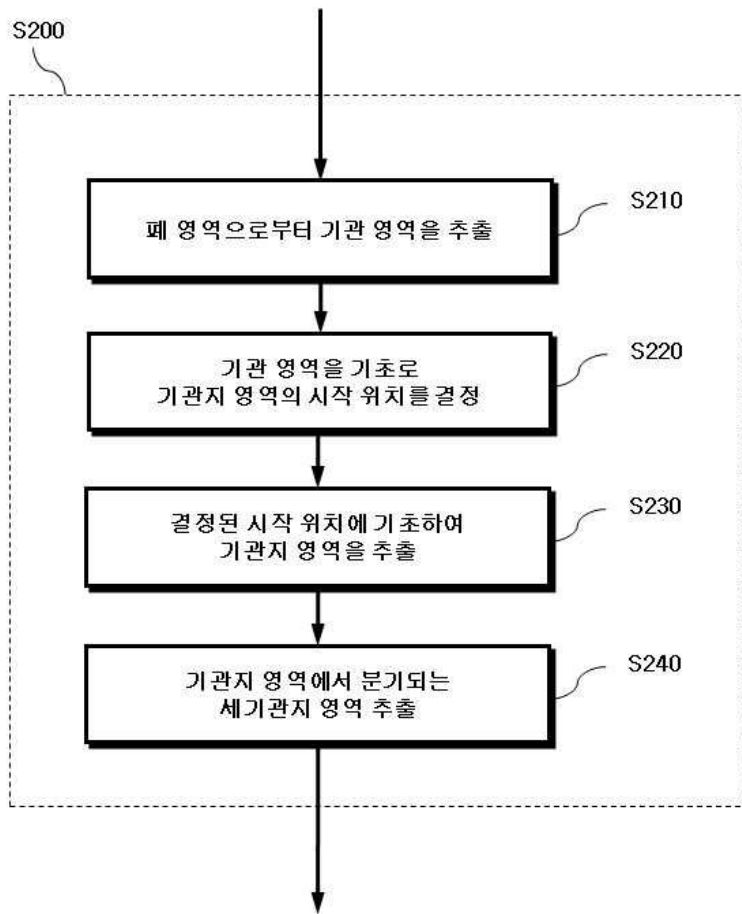 S200
S210
폐 영역으로부터 기관 영역을 추출
S220
기관 영역을 기초로
기관지 영역의 시작 위치를 결정
S230
결정된 시작 위치에 기초하여
기관지 영역을 추출
S240
기관지 영역에서 분기되는
세기관지 영역 추출